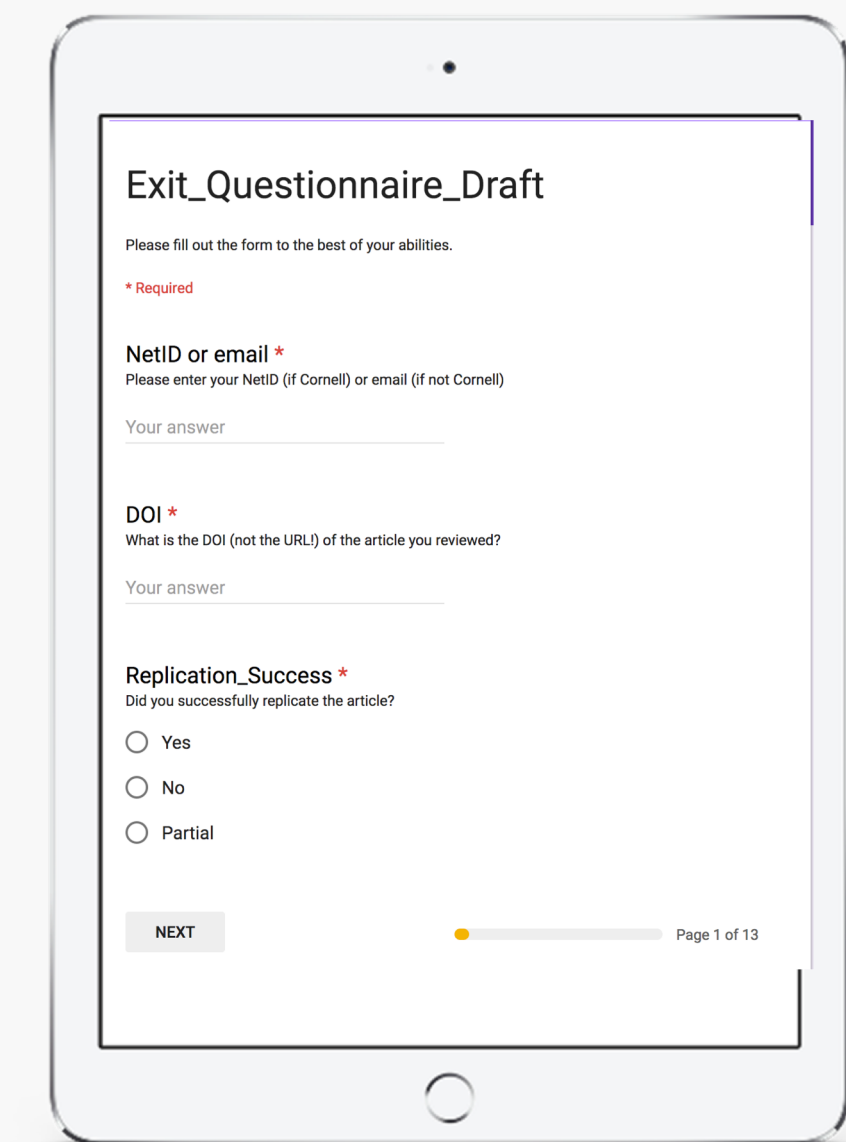 Exit_Questionnaire_Draft
Please fill out the form to the best of your abilities.
* Required
NetID or email *
Please enter your NetID (if Cornell) or email (if not Cornell)
Your answer
DOI *
What is the DOI (not the URL!) of the article you reviewed?
Your answer
Replication_Success *
Did you successfully replicate the article?
Yes
No
Partial
NEXT
Page 1 of 13